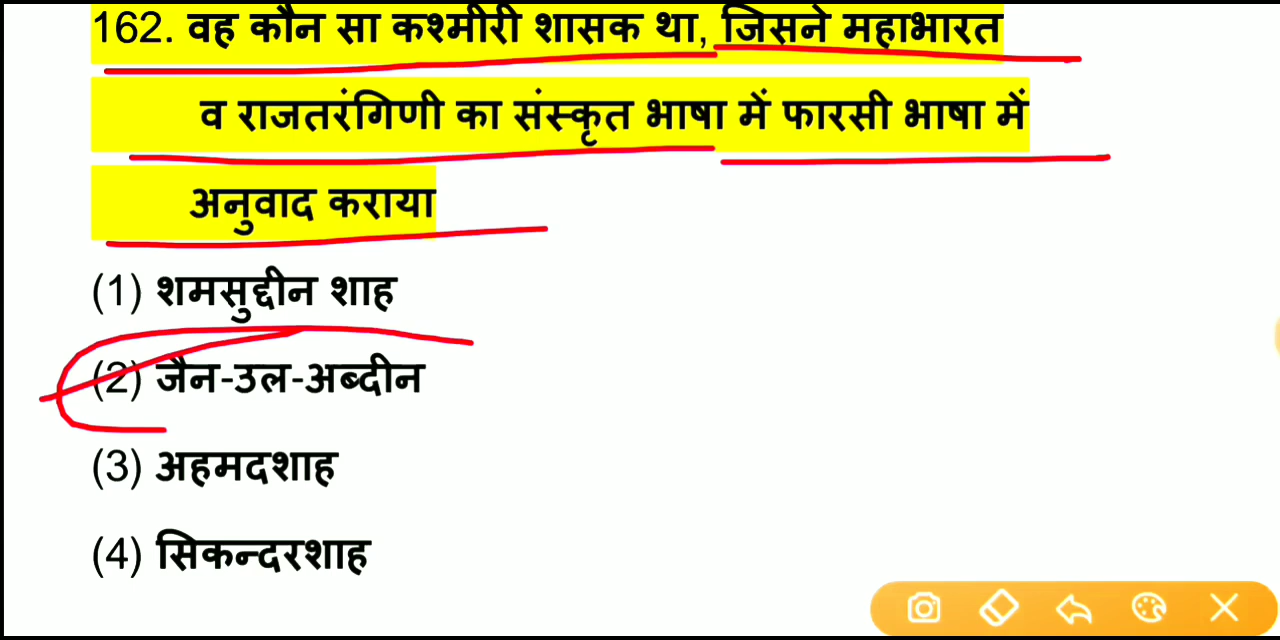 162. वह कौन सा कश्मीरी शासक था, जिसने महाभारत
व राजतरंगिणी का संस्कृत भाषा में फारसी भाषा में
अनुवाद कराया
(1) शमसुद्दीन शाह
(2) जैन-उल-अब्दीन
(3) अहमदशाह
(4) सिकन्दरशाह